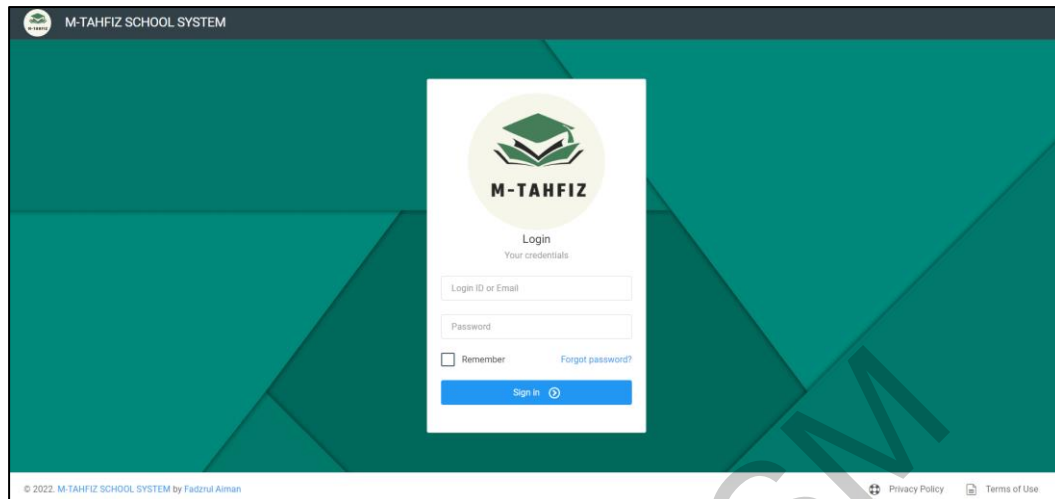 M-TAHFIZ
M-TAHFIZ SCHOOL SYSTEM
M-TAHFIZ
Login
Your credentials
Login ID or Email
Password
Remember Forgot password?
Sign in
© 2022. M-TAHFIZ SCHOOL SYSTEM by Fadzrul Aiman Privacy Policy Terms of Use